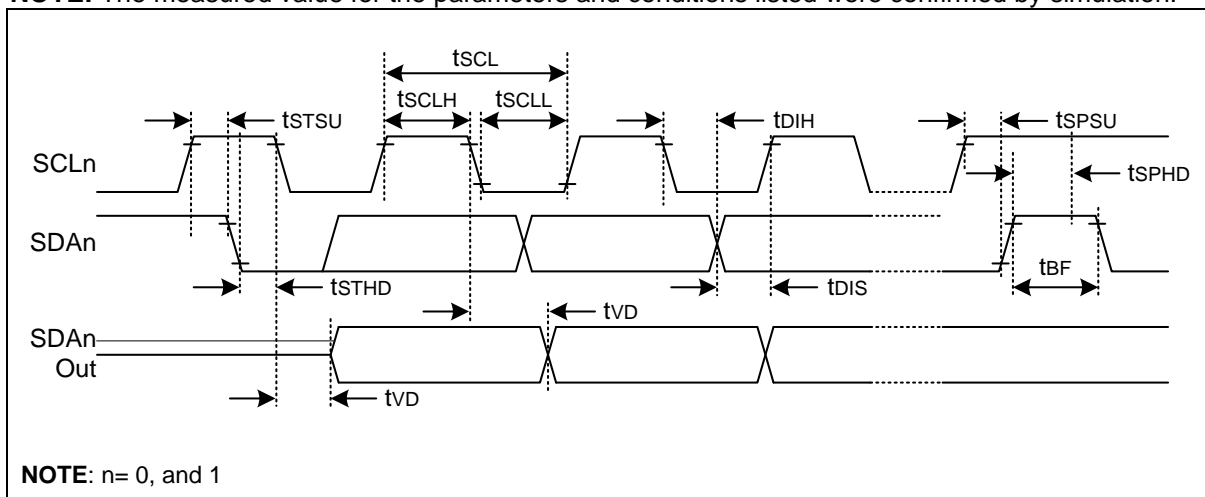 NOTE: The measured value for the parameters and conditions listed were confirmed by simulation.
tSCL
tSCLH
tSCLL
tSTSU
tDIH
tSPSU
SCLn
tSPHD
SDAn
tBF
tSTHD
tDIS
tVD
SDAn
Out
tVD
NOTE: n= 0, and 1